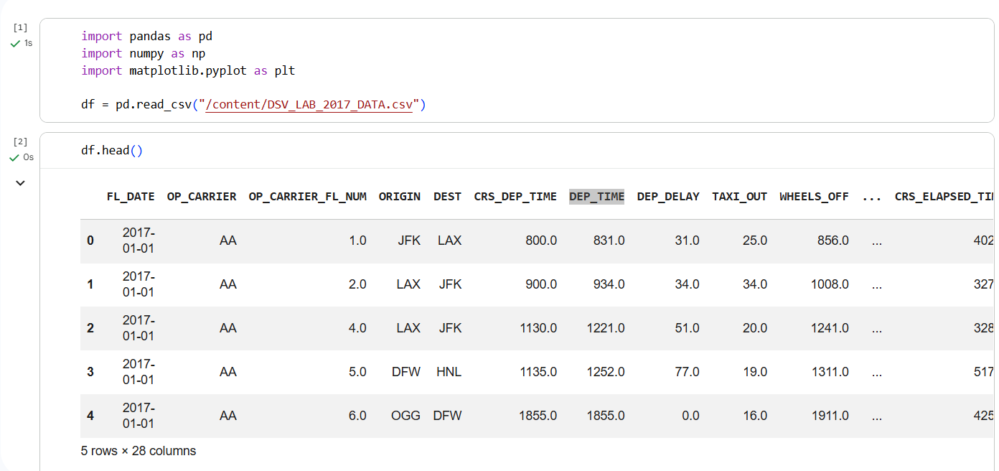 [1]
1s
import pandas as pd
import numpy as np
import matplotlib.pyplot as plt
df = pd.read_csv("/content/DSV_LAB_2017_DATA.csv")
[2]
0s
df.head()
FL_DATE OP_CARRIER OP_CARRIER_FL_NUM ORIGIN DEST CRS_DEP_TIME DEP_TIME DEP_DELAY TAXI_OUT WHEELS_OFF ...
0 2017-01-01 AA 1.0 JFK LAX 800.0 831.0 31.0 25.0 856.0 ... 402
1 2017-01-01 AA 2.0 LAX JFK 900.0 934.0 34.0 34.0 1008.0 ... 327
2 2017-01-01 AA 4.0 LAX JFK 1130.0 1221.0 51.0 20.0 1241.0 ... 328
3 2017-01-01 AA 5.0 DFW HNL 1135.0 1252.0 77.0 19.0 1311.0 ... 517
4 2017-01-01 AA 6.0 OGG DFW 1855.0 1855.0 0.0 16.0 1911.0 ... 425
5 rows × 28 columns